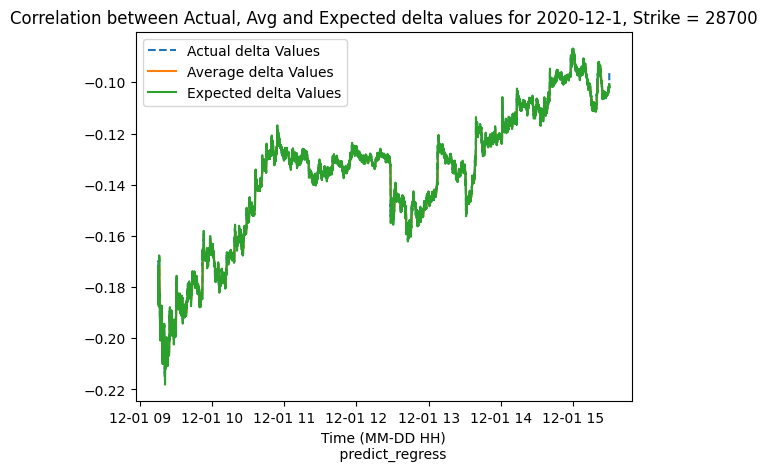 Correlation between Actual, Avg and Expected delta values for 2020-12-1, Strike = 28700
Actual delta Values
Average delta Values
Expected delta Values
−0.10
−0.12
−0.14
−0.16
−0.18
−0.20
−0.22
12-01 09 12-01 10 12-01 11 12-01 12 12-01 13 12-01 14 12-01 15
Time (MM-DD HH)
predict_regress